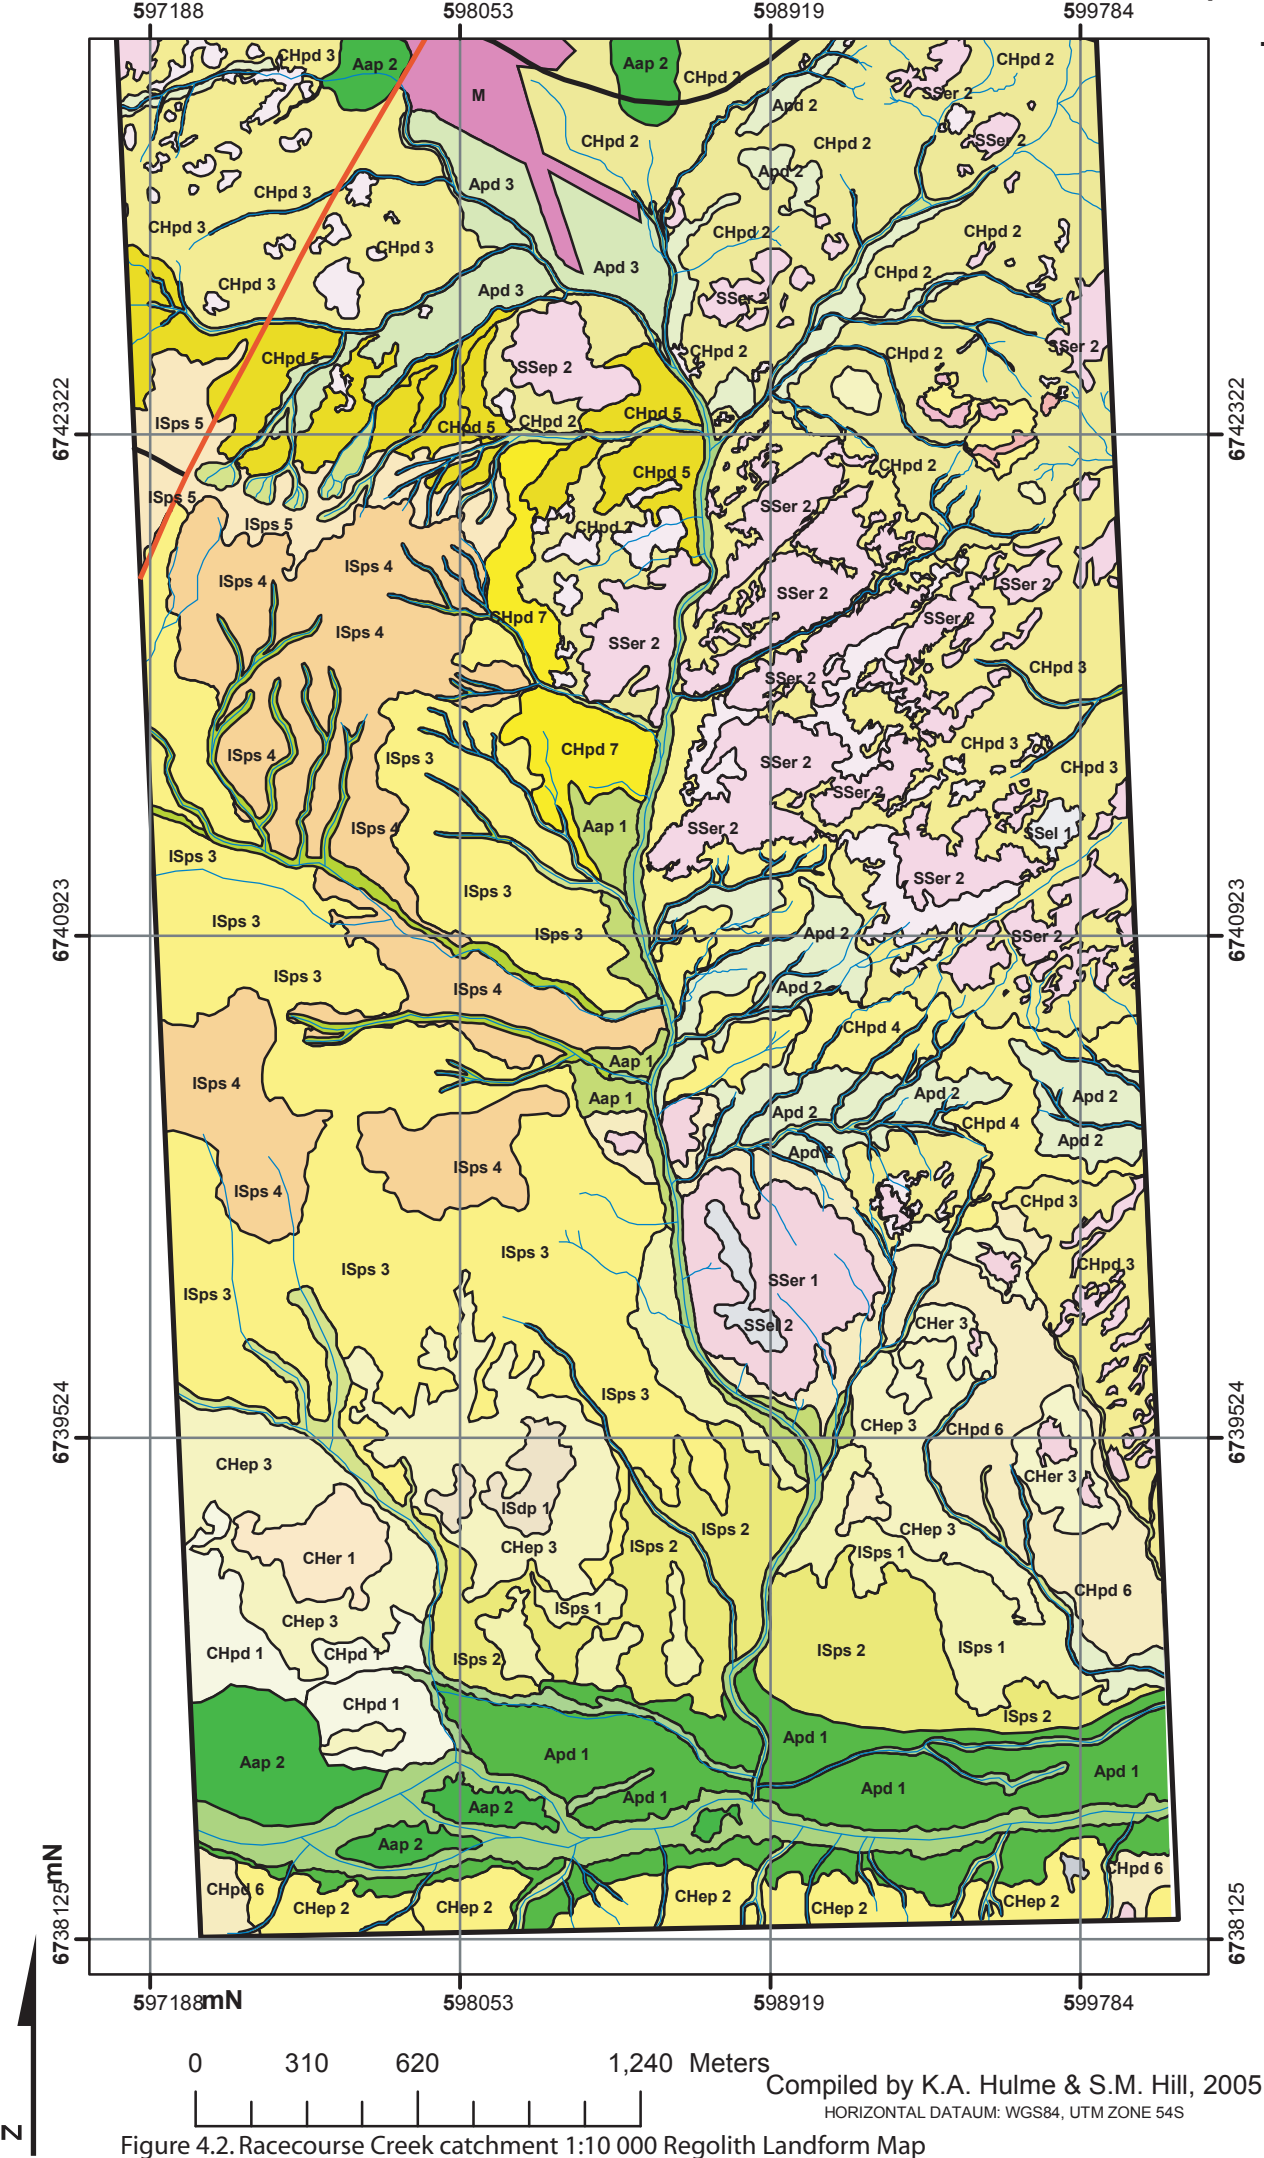 597188 598053 598919 599784
CHpd 3 Aap 2 Aap 2 CHpd 2 CHpd 2
M SSer 2
Apd 2
CHpd 2 CHpd 2 SSer 2
Apd 2
CHpd 3 Apd 3
CHpd 3 CHpd 3 CHpd 2 CHpd 2
Apd 3 CHpd 2
CHpd 3 Apd 3 SSer 2
CHpd 5 SSep 2 CHpd 2 CHpd 2 SSer 2
6742322 6742322
ISps 5 CHpd 5 CHpd 2 CHpd 5
ISps 5 CHpd 5 CHpd 2
ISps 5 CHpd 2 SSer 2
ISps 4 ISps 4 SSer 2 SSer 2
ISps 4 CHpd 7 SSer 2 SSer 2
SSer 2 CHpd 3
ISps 4 ISps 3 CHpd 7 SSer 2 CHpd 3 CHpd 3
SSer 2
ISps 4 Aap 1 SSer 2 SSel 1
ISps 3 ISps 3 SSer 2
6740923 6740923
ISps 3 ISps 3 Apd 2 SSer 2
ISps 3 ISps 4 Apd 2
CHpd 4
ISps 4 Aap 1 Apd 2 Apd 2
Aap 1 Apd 2 CHpd 4
Apd 2 Apd 2
ISps 4 ISps 4 CHpd 3
ISps 3 ISps 3 ISps 3 SSer 1 CHpd 3
SSel 2 CHer 3
ISps 3
6739524 6739524
CHep 3 CHep 3 CHpd 6
CHer 3
ISdp 1
CHer 1 CHep 3 ISps 2 ISps 2 CHep 3
ISps 1
CHep 3 ISps 1 CHpd 6
CHpd 1 CHpd 1 ISps 2 ISps 2 ISps 1
CHpd 1 ISps 2
Aap 2 Apd 1 Apd 1 Apd 1
Aap 2 Apd 1 Apd 1
Aap 2
CHpd 6 CHpd 6
CHep 2 CHep 2 CHep 2 CHep 2 CHep 2
6738125 mN 6738125
597188mN 598053 598919 599784
0 310 620 1,240 Meters
Compiled by K.A. Hulme & S.M. Hill, 2005
HORIZONTAL DATAUM: WGS84, UTM ZONE 54S
N
Figure 4.2. Racecourse Creek catchment 1:10 000 Regolith Landform Map